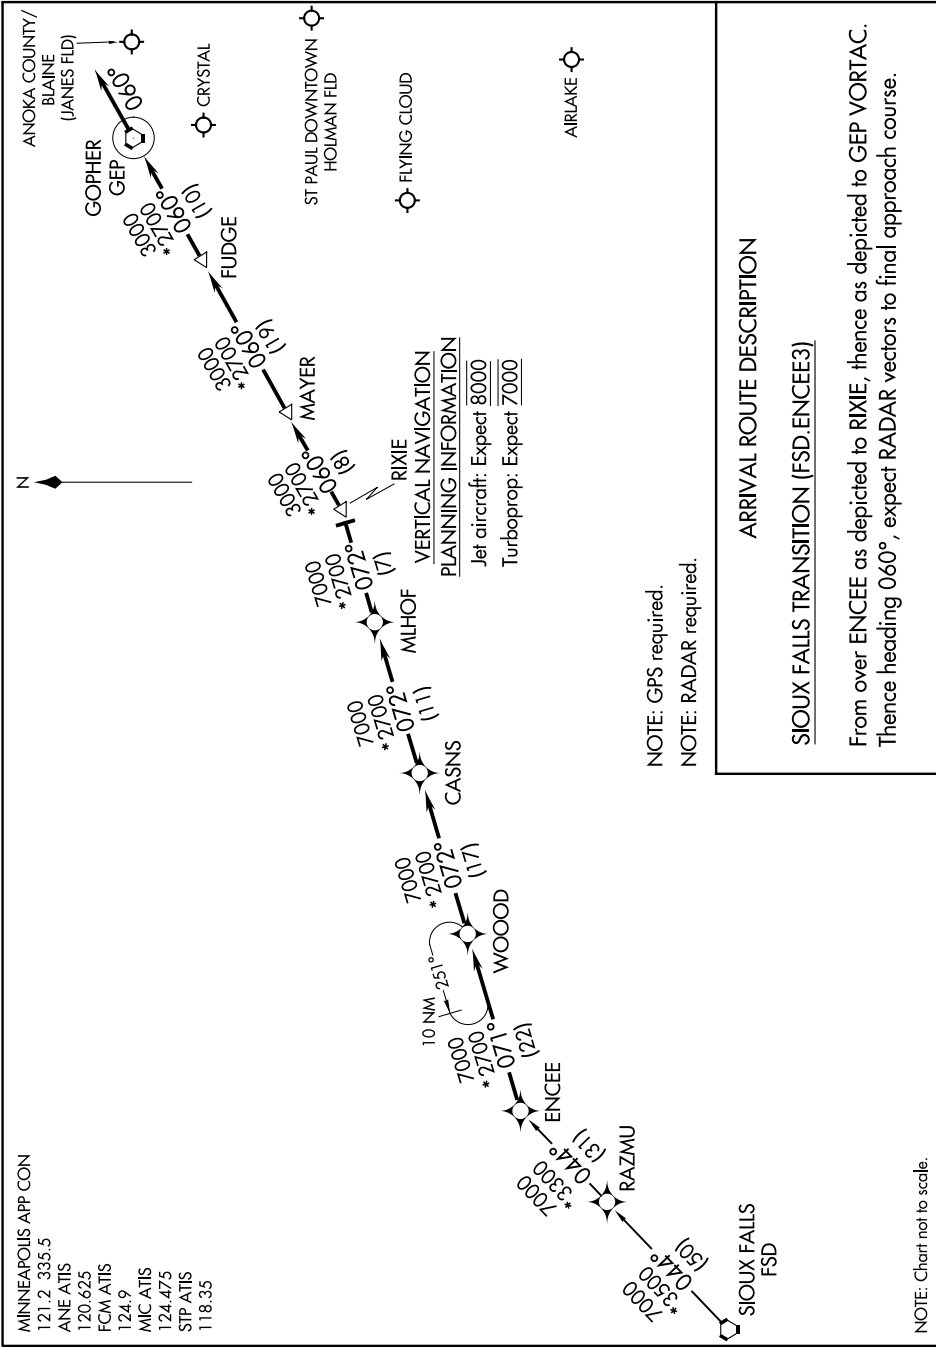 MINNEAPOLIS APP CON
121.2 335.5
ANE ATIS
120.625
FCM ATIS
124.9
MIC ATIS
124.475
STP ATIS
118.35
SIOUX FALLS
FSD
7000
*3500
044°
(50)
RAZMU
7000
*3300
044°
(31)
ENCEE
7000
*2700
071°
(22)
10 NM
251°
WOOOD
7000
*2700
072°
(17)
CASNS
7000
*2700
072°
(11)
MLHOF
7000
*2700
072°
(7)
RIXIE
VERTICAL NAVIGATION
PLANNING INFORMATION
Jet aircraft: Expect 8000
Turboprop: Expect 7000
3000
*2700
060°
(8)
MAYER
3000
*2700
060°
(19)
FUDGE
3000
*2700
060°
(10)
GOPHER
GEP
060°
N
ANOKA COUNTY/
BLAINE
(JANES FLD)
CRYSTAL
ST PAUL DOWNTOWN
HOLMAN FLD
FLYING CLOUD
AIRLAKE
NOTE: GPS required.
NOTE: RADAR required.
ARRIVAL ROUTE DESCRIPTION
SIOUX FALLS TRANSITION (FSD.ENCEE3)
From over ENCEE as depicted to RIXIE, thence as depicted to GEP VORTAC.
Thence heading 060°, expect RADAR vectors to final approach course.
NOTE: Chart not to scale.